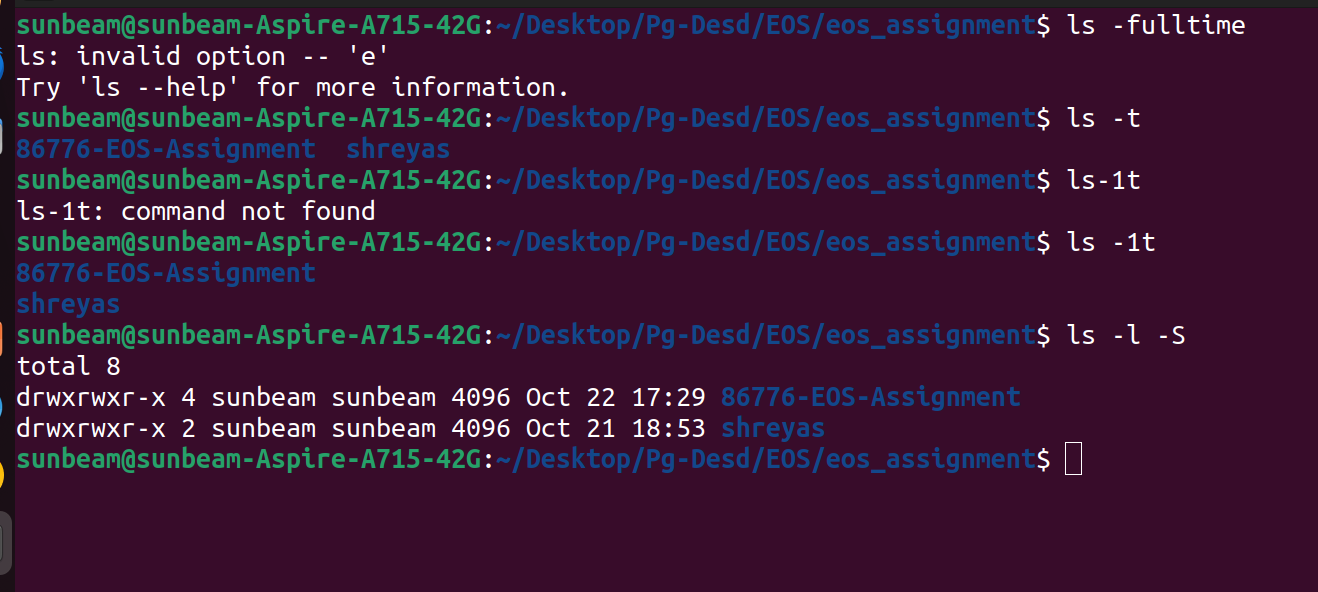 sunbeam@sunbeam-Aspire-A715-42G:~/Desktop/Pg-Desd/EOS/eos_assignment$ ls -fulltime
ls: invalid option -- 'e'
Try 'ls --help' for more information.
sunbeam@sunbeam-Aspire-A715-42G:~/Desktop/Pg-Desd/EOS/eos_assignment$ ls -t
86776-EOS-Assignment  shreyas
sunbeam@sunbeam-Aspire-A715-42G:~/Desktop/Pg-Desd/EOS/eos_assignment$ ls-1t
ls-1t: command not found
sunbeam@sunbeam-Aspire-A715-42G:~/Desktop/Pg-Desd/EOS/eos_assignment$ ls -1t
86776-EOS-Assignment
shreyas
sunbeam@sunbeam-Aspire-A715-42G:~/Desktop/Pg-Desd/EOS/eos_assignment$ ls -l -S
total 8
drwxrwxr-x 4 sunbeam sunbeam 4096 Oct 22 17:29 86776-EOS-Assignment
drwxrwxr-x 2 sunbeam sunbeam 4096 Oct 21 18:53 shreyas
sunbeam@sunbeam-Aspire-A715-42G:~/Desktop/Pg-Desd/EOS/eos_assignment$